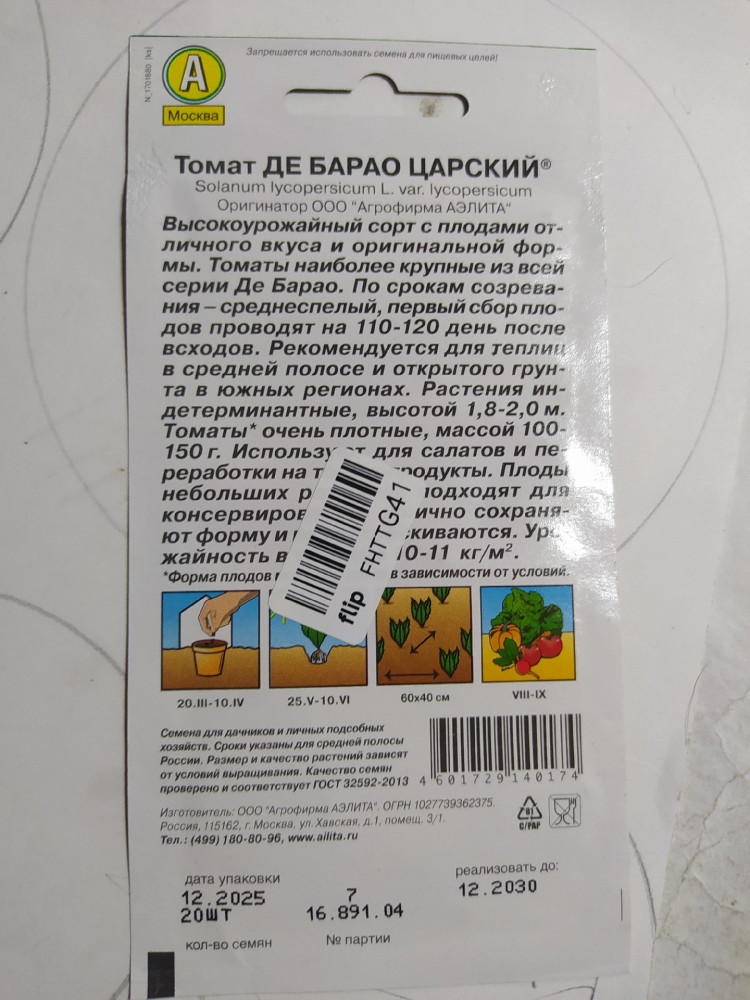 Запрещается использовать семена для пищевых целей!
N_1701680 [ks]
А
Москва
Томат ДЕ БАРАО ЦАРСКИЙ®
Solanum lycopersicum L. var. lycopersicum
Оригинатор ООО "Агрофирма АЭЛИТА"
Высокоурожайный сорт с плодами от-
личного вкуса и оригинальной фор-
мы. Томаты наиболее крупные из всей
серии Де Барао. По срокам созрева-
ния – среднеспелый, первый сбор пло-
дов проводят на 110-120 день после
всходов. Рекомендуется для теплиц
в средней полосе и открытого грун-
та в южных регионах. Растения ин-
детерминантные, высотой 1,8-2,0 м.
Томаты* очень плотные, массой 100-
150 г. Использу т для салатов и пе-
реработки на т продукты. Плоды
небольших р подходят для
консервиров ично сохраня-
ют форму и скиваются. Уро-
жайность в 10-11 кг/м².
*Форма плодов в зависимости от условий.
flip FHTTG41
20.III-10.IV
25.V-10.VI
60x40 см
VIII-IX
Семена для дачников и личных подсобных
хозяйств. Сроки указаны для средней полосы
России. Размер и качество растений зависят
от условий выращивания. Качество семян
проверено и соответствует ГОСТ 32592-2013
4 601729 140174
Изготовитель: ООО "Агрофирма АЭЛИТА". ОГРН 1027739362375.
Россия, 115162, г. Москва, ул. Хавская, д.1, помещ. 3/1.
Тел.: (499) 180-80-96, www.ailita.ru
81
C/PAP
дата упаковки
12.2025
20ШТ
кол-во семян
7
16.891.04
№ партии
реализовать до:
12.2030